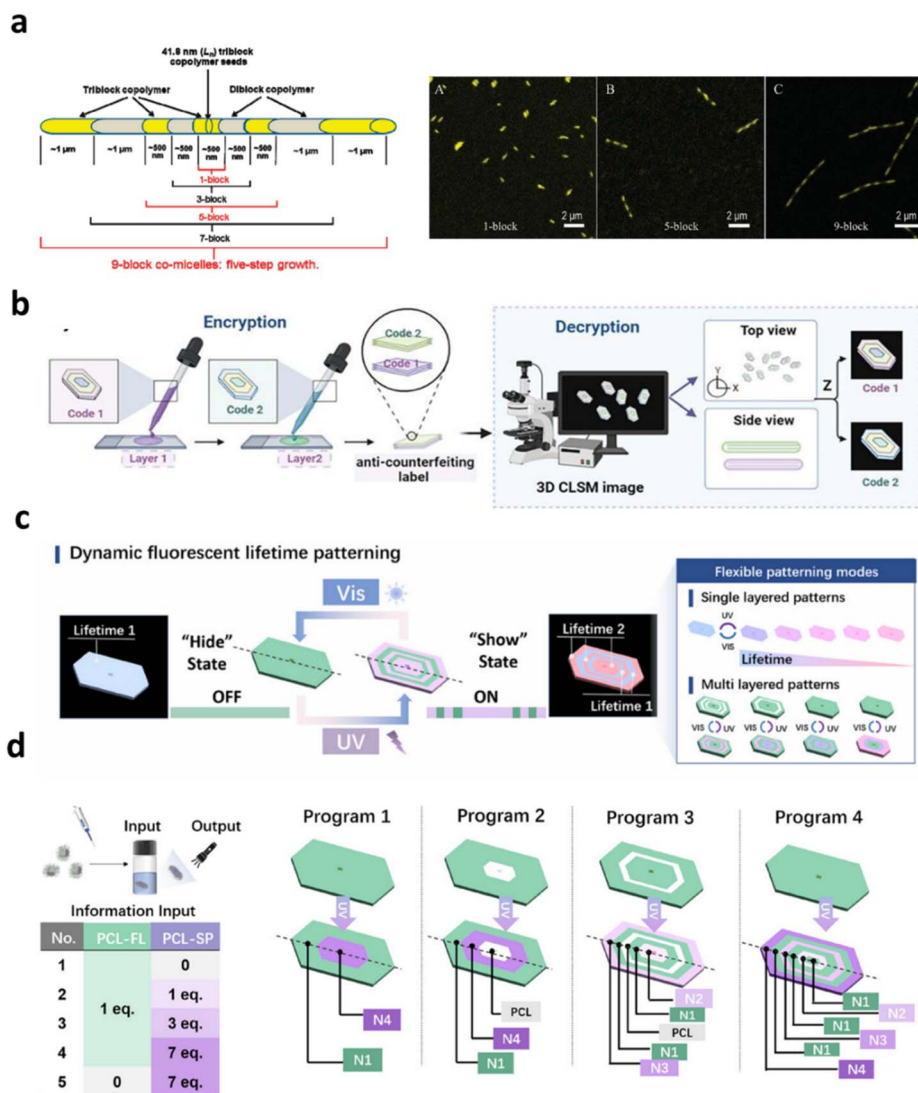 a
41.8 nm (Ln) triblock
copolymer seeds
Triblock copolymer
Diblock copolymer
~1 μm
~1 μm
~500 nm
~500 nm
~500 nm
~500 nm
~500 nm
~1 μm
~1 μm
1-block
3-block
5-block
7-block
9-block co-micelles: five-step growth.
A
1-block
2 μm
B
5-block
2 μm
C
9-block
2 μm
b
Encryption
Code 1
Layer 1
Code 2
Layer2
Code 2
Code 1
anti-counterfeiting
label
Decryption
3D CLSM image
Top view
Y
X
Side view
Z
Code 1
Code 2
c
Dynamic fluorescent lifetime patterning
Lifetime 1
"Hide"
State
OFF
Vis
UV
"Show"
State
ON
Lifetime 2
Lifetime 1
Flexible patterning modes
Single layered patterns
UV
VIS
Lifetime
Multi layered patterns
VIS UV
VIS UV
VIS UV
VIS UV
d
Input
Output
Information Input
No. PCL-FL PCL-SP
1 0
2 1 eq.
1 eq.
3 3 eq.
4 7 eq.
5 0 7 eq.
Program 1
UV
N4
N1
Program 2
UV
PCL
N4
N1
Program 3
UV
N2
N1
PCL
N1
N3
Program 4
UV
N1
N2
N1
N3
N1
N4